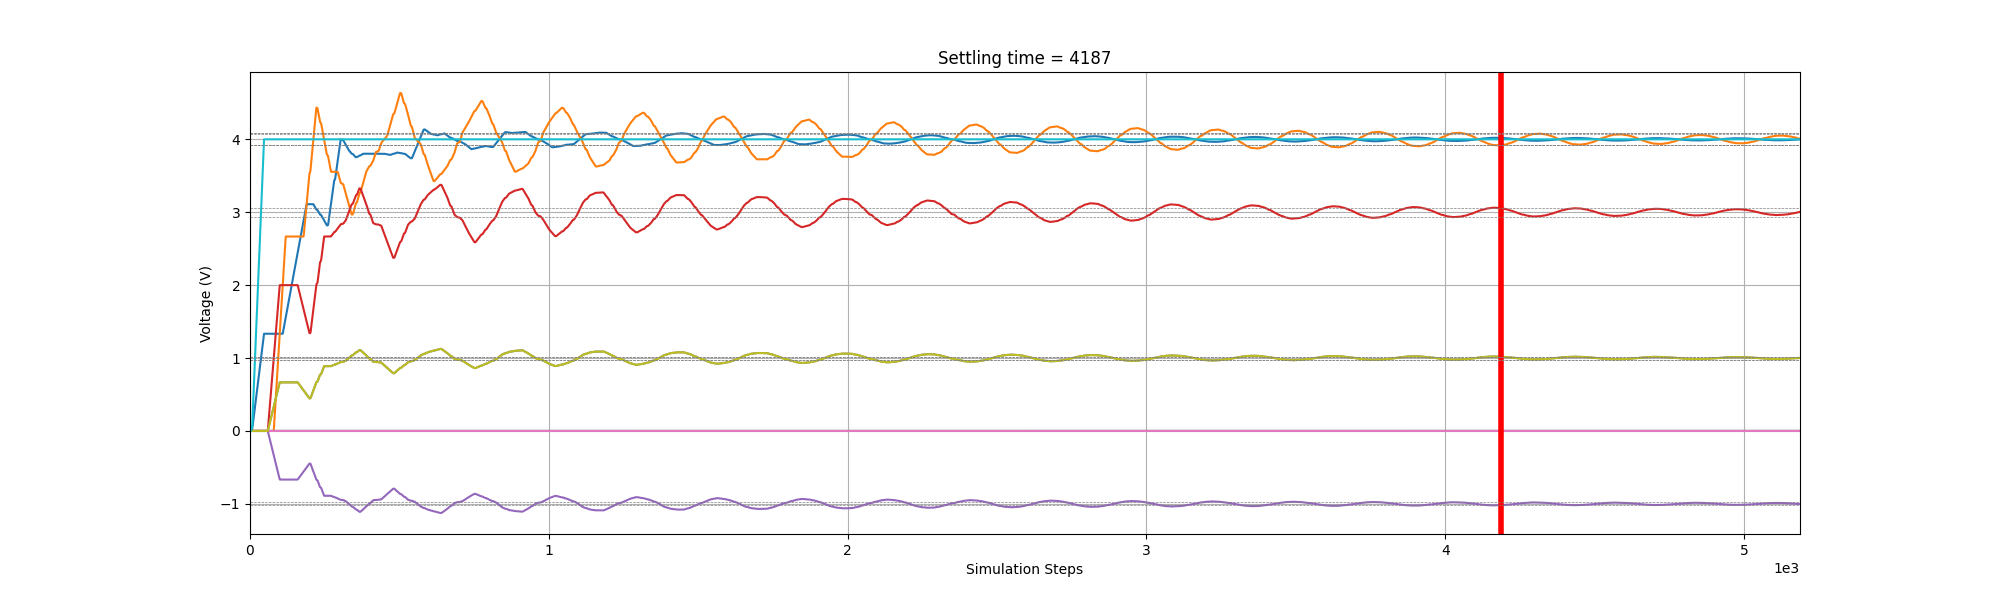 Settling time = 4187
Voltage (V)
4
3
2
1
0
−1
0 1 2 3 4 5
Simulation Steps
1e3